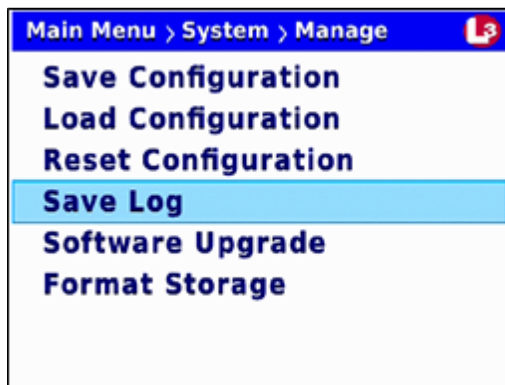 Main Menu > System > Manage L3
Save Configuration
Load Configuration
Reset Configuration
Save Log
Software Upgrade
Format Storage